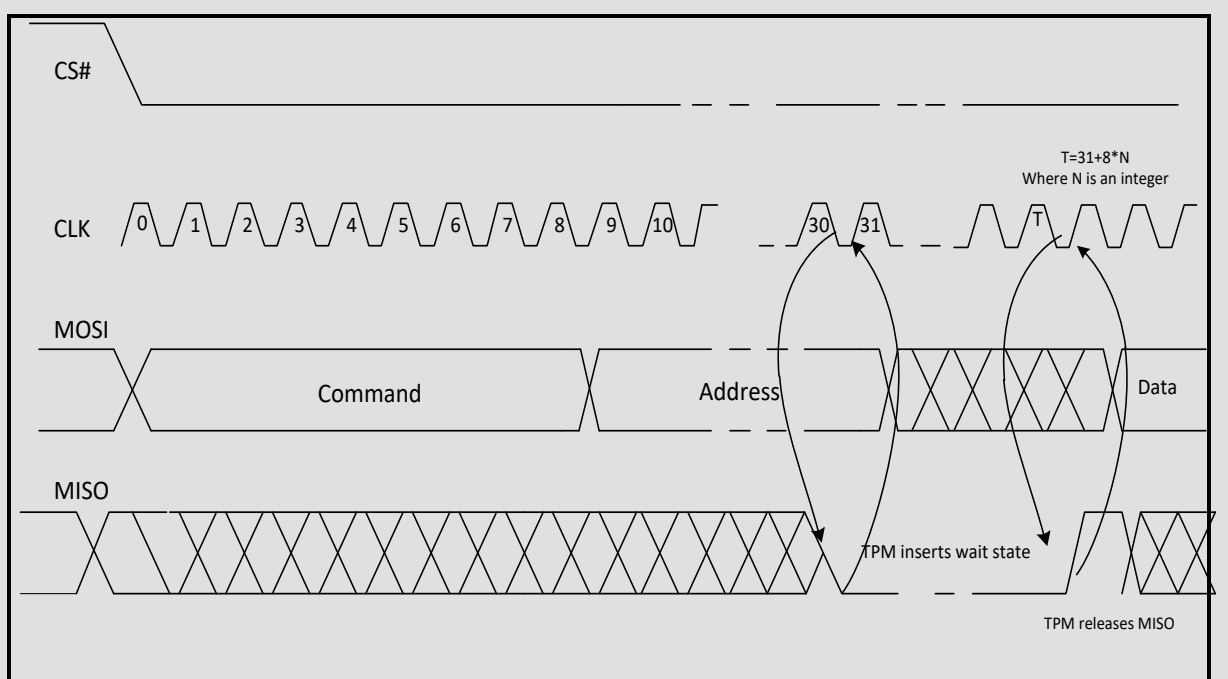 CS#
T=31+8*N
Where N is an integer
CLK
0 1 2 3 4 5 6 7 8 9 10 30 31 T
MOSI
Command Address Data
MISO
TPM inserts wait state
TPM releases MISO